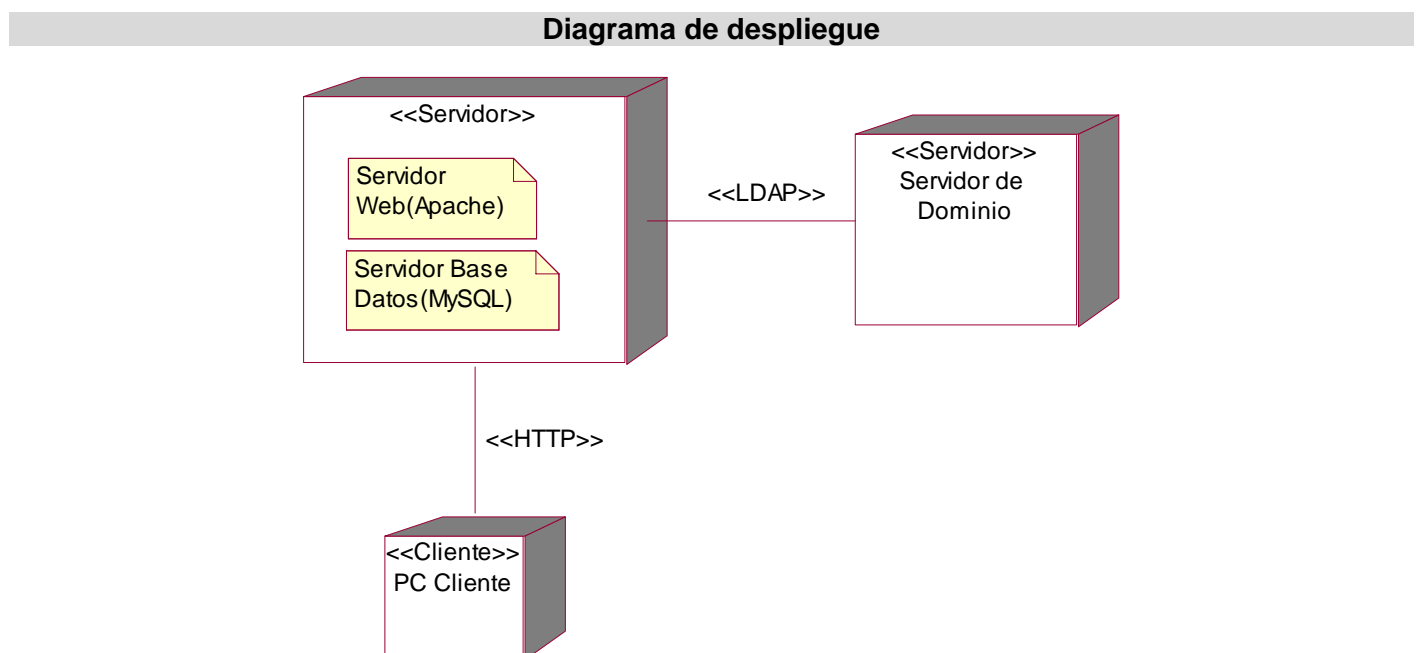 Diagrama de despliegue
<<Servidor>>
Servidor
Web(Apache)
Servidor Base
Datos(MySQL)
<<LDAP>>
<<Servidor>>
Servidor de
Dominio
<<HTTP>>
<<Cliente>>
PC Cliente